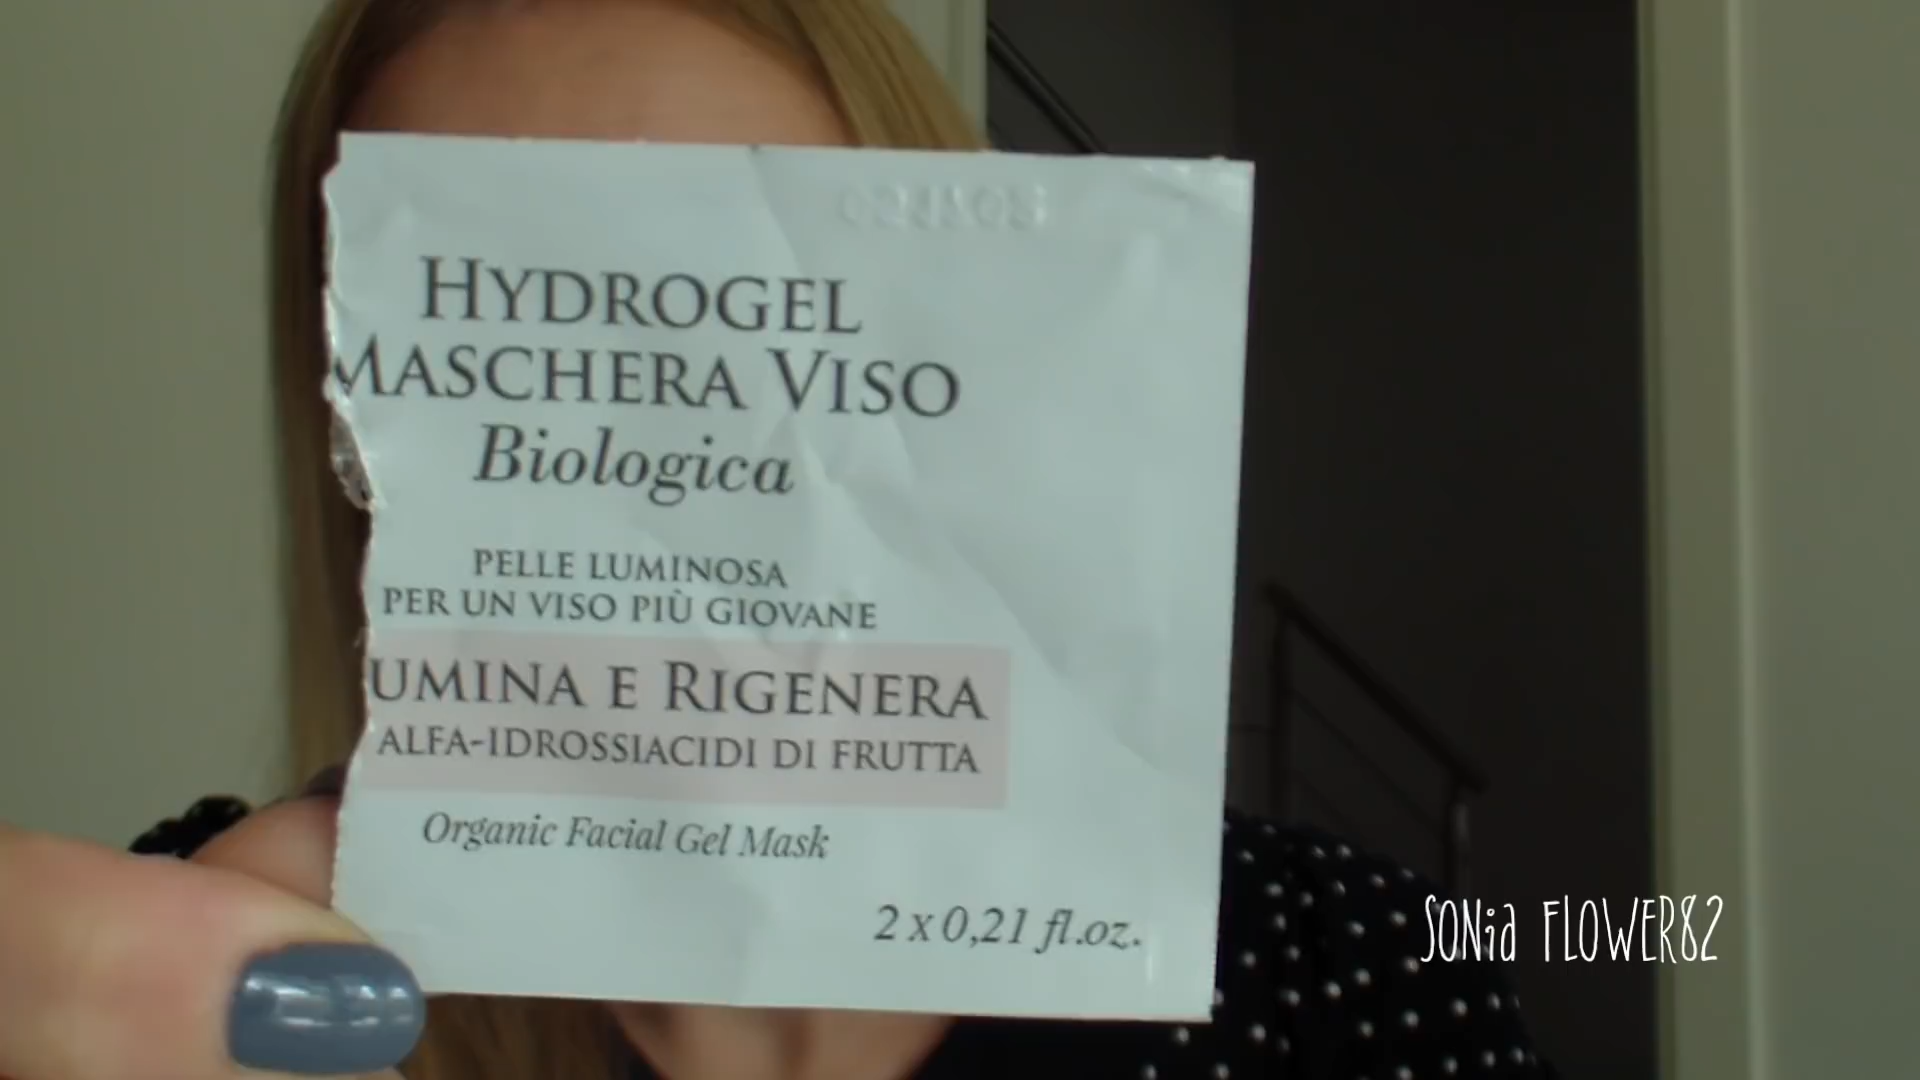 HYDROGEL
MASCHERA VISO
Biologica
PELLE LUMINOSA
PER UN VISO PIÙ GIOVANE
UMINA E RIGENERA
ALFA-IDROSSIACIDI DI FRUTTA
Organic Facial Gel Mask
2 x 0,21 fl.oz.
SONia FLOWER82